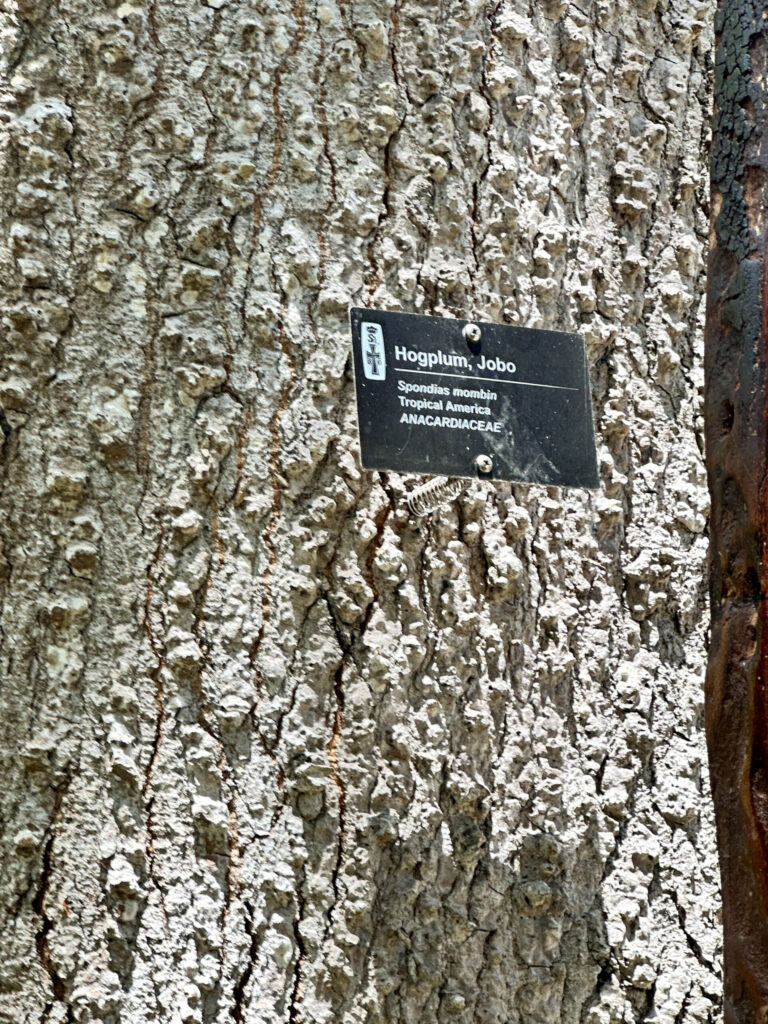 Hogplum, Jobo
Spondias mombin
Tropical America
ANACARDIACEAE